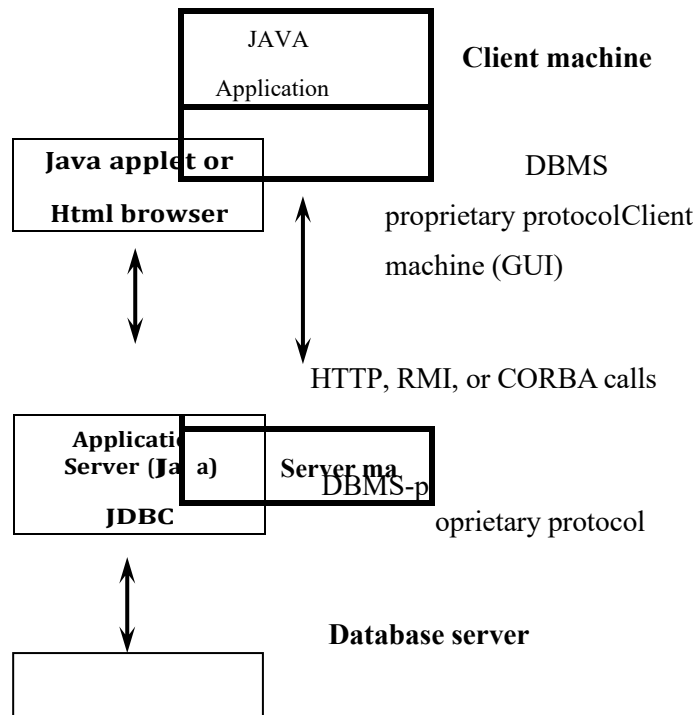 JAVA
Application
Client machine
Java applet or
Html browser
DBMS
proprietary protocolClient
machine (GUI)
HTTP, RMI, or CORBA calls
Server (Java)
JDBC
Server ma
DBMS-p
oprietary protocol
Database server